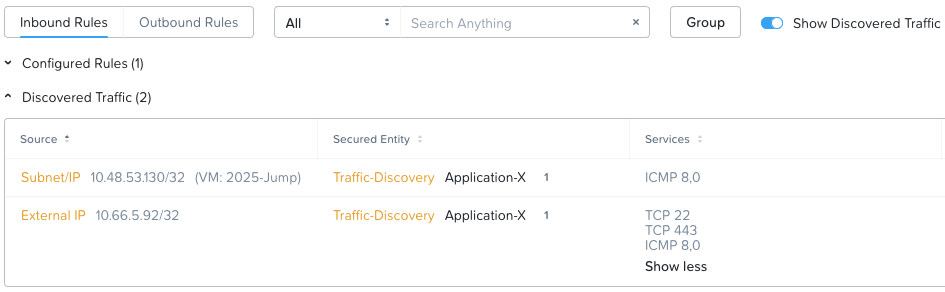 Inbound Rules Outbound Rules All Search Anything × Group Show Discovered Traffic
Configured Rules (1)
Discovered Traffic (2)
Source Secured Entity Services
Subnet/IP 10.48.53.130/32 (VM: 2025-Jump) Traffic-Discovery Application-X 1 ICMP 8,0
External IP 10.66.5.92/32 Traffic-Discovery Application-X 1 TCP 22
TCP 443
ICMP 8,0
Show less